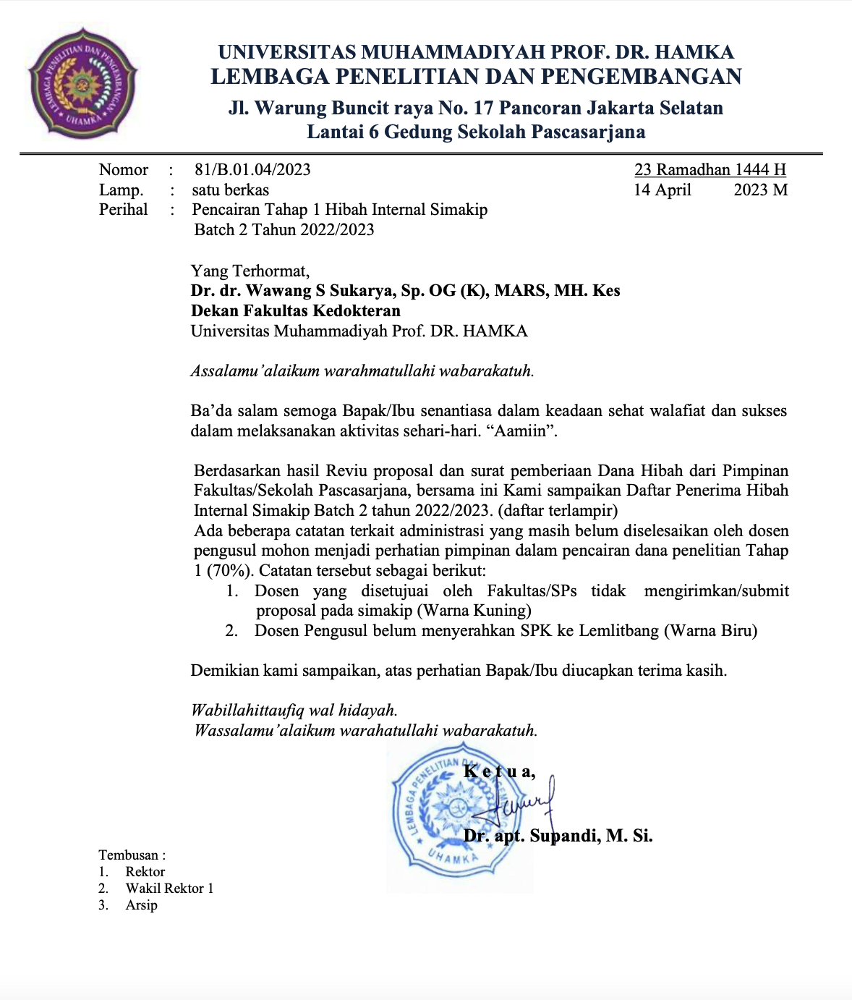 UNIVERSITAS MUHAMMADIYAH PROF. DR. HAMKA
LEMBAGA PENELITIAN DAN PENGEMBANGAN
Jl. Warung Buncit raya No. 17 Pancoran Jakarta Selatan
Lantai 6 Gedung Sekolah Pascasarjana
LEMBAGA PENELITIAN DAN PENGEMBANGAN
UHAMKA
Nomor : 81/B.01.04/2023 23 Ramadhan 1444 H
Lamp. : satu berkas 14 April 2023 M
Perihal : Pencairan Tahap 1 Hibah Internal Simakip
Batch 2 Tahun 2022/2023
Yang Terhormat,
Dr. dr. Wawang S Sukarya, Sp. OG (K), MARS, MH. Kes
Dekan Fakultas Kedokteran
Universitas Muhammadiyah Prof. DR. HAMKA
Assalamu’alaikum warahmatullahi wabarakatuh.
Ba’da salam semoga Bapak/Ibu senantiasa dalam keadaan sehat walafiat dan sukses
dalam melaksanakan aktivitas sehari-hari. “Aamiin”.
Berdasarkan hasil Reviu proposal dan surat pemberiaan Dana Hibah dari Pimpinan
Fakultas/Sekolah Pascasarjana, bersama ini Kami sampaikan Daftar Penerima Hibah
Internal Simakip Batch 2 tahun 2022/2023. (daftar terlampir)
Ada beberapa catatan terkait administrasi yang masih belum diselesaikan oleh dosen
pengusul mohon menjadi perhatian pimpinan dalam pencairan dana penelitian Tahap
1 (70%). Catatan tersebut sebagai berikut:
1. Dosen yang disetujuai oleh Fakultas/SPs tidak mengirimkan/submit
proposal pada simakip (Warna Kuning)
2. Dosen Pengusul belum menyerahkan SPK ke Lemlitbang (Warna Biru)
Demikian kami sampaikan, atas perhatian Bapak/Ibu diucapkan terima kasih.
Wabillahittaufiq wal hidayah.
Wassalamu’alaikum warahatullahi wabarakatuh.
K e t u a,
LEMBAGA PENELITIAN DAN PENGEMBANGAN
UHAMKA
Dr. apt. Supandi, M. Si.
Tembusan :
1. Rektor
2. Wakil Rektor 1
3. Arsip